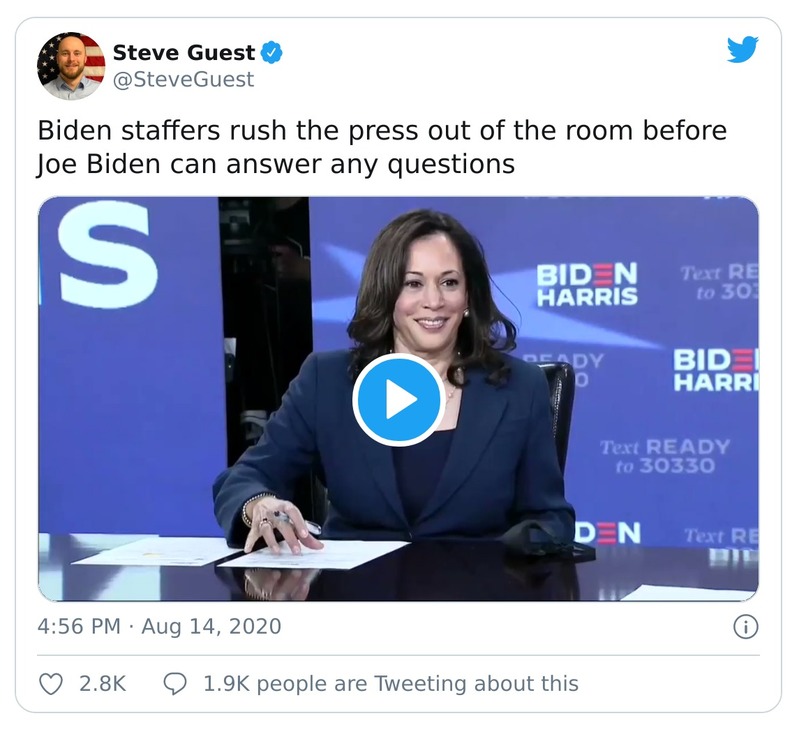 Steve Guest
@SteveGuest
Biden staffers rush the press out of the room before
Joe Biden can answer any questions
S
BIDEN
HARRIS
Text RE
to 303
READY
0
BIDE
HARRI
Text READY
to 30330
DEN
Text RE
4:56 PM · Aug 14, 2020
2.8K
1.9K people are Tweeting about this